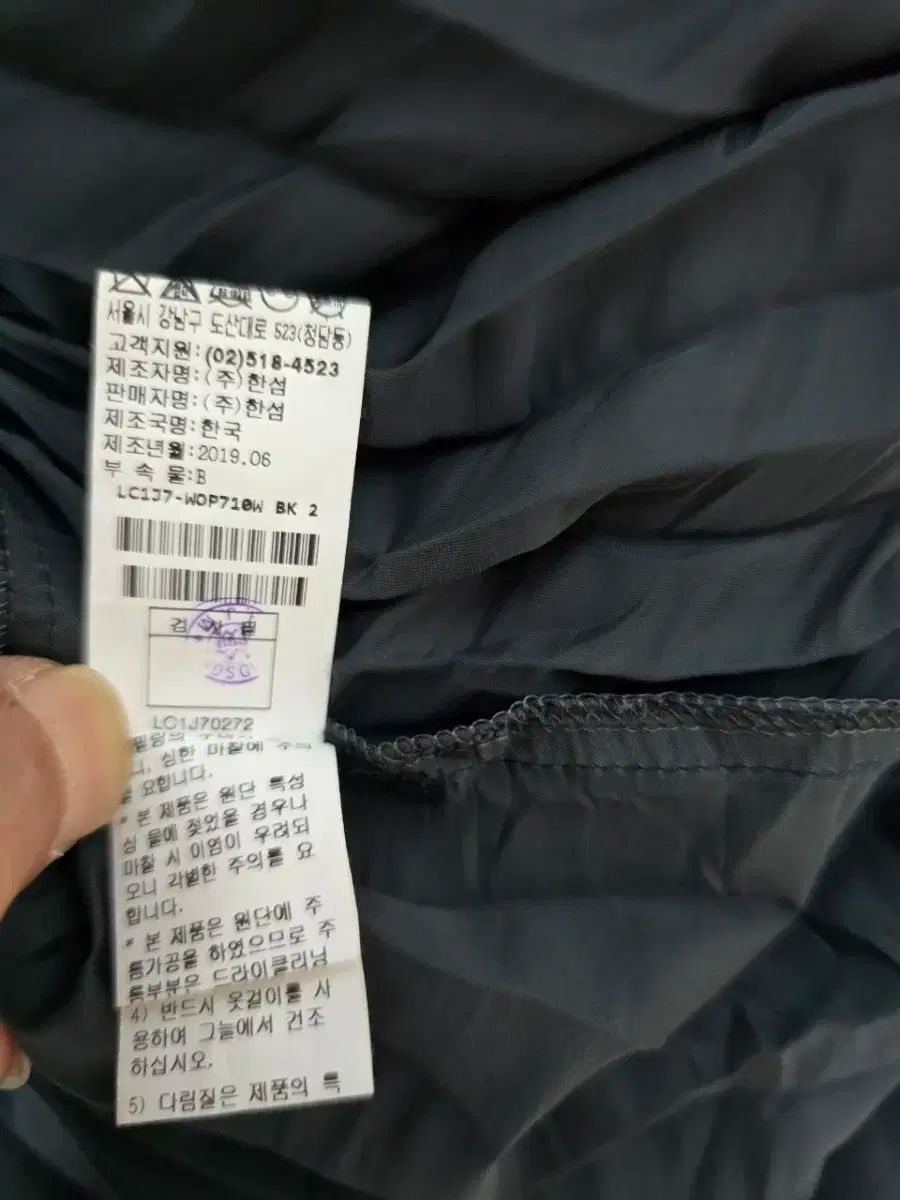 서울시 강남구 도산대로 523(청담동)
고객지원:(02)518-4523
제조자명:(주)한섬
판매자명:(주)한섬
제조국명:한국
제조년월:2019.06
부 속 물:B
LC1J7-WOP710W BK 2
검 사 필
OSG
LC1J70272
니, 심한 마찰에 주의
를 요합니다.
* 본 제품은 원단 특성
상 물에 젖었을 경우나
마찰 시 이염이 우려되
오니 각별한 주의를 요
합니다.
* 본 제품은 원단에 주
름가공을 하였으므로 주
름부분은 드라이클리닝
4) 반드시 옷걸이를 사
용하여 그늘에서 건조
하십시오.
5) 다림질은 제품의 특